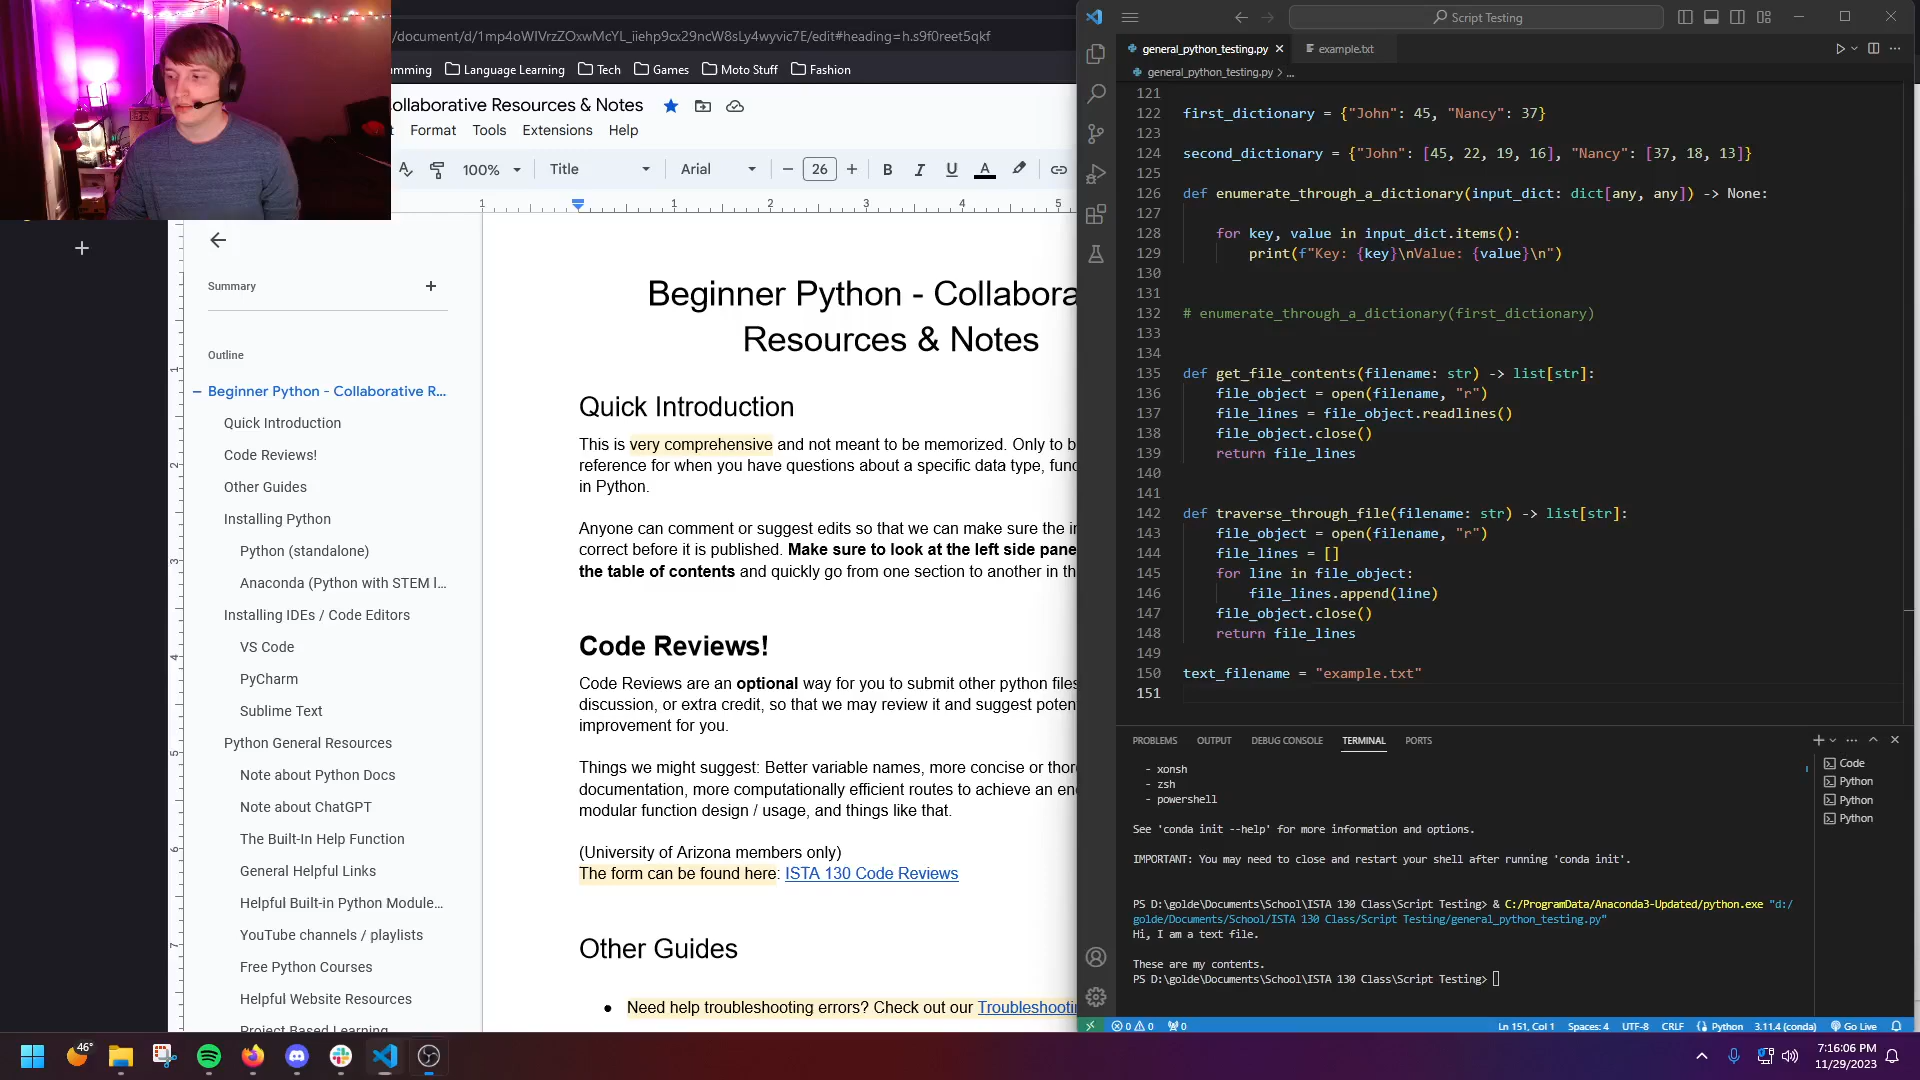 /document/d/1mp4oWIVrzZOxwMcYL_iiehp9cx29ncW8sLy4wyvic7E/edit#heading=h.s9f0reet5qkf
mming
Language Learning
Tech
Games
Moto Stuff
Fashion
ollaborative Resources & Notes
t Format Tools Extensions Help
100% Title Arial 26 B I U A
1 1 2 3 4 5
Summary
Outline
Beginner Python - Collaborative R...
Quick Introduction
Code Reviews!
Other Guides
Installing Python
Python (standalone)
Anaconda (Python with STEM l...
Installing IDEs / Code Editors
VS Code
PyCharm
Sublime Text
Python General Resources
Note about Python Docs
Note about ChatGPT
The Built-In Help Function
General Helpful Links
Helpful Built-in Python Module...
YouTube channels / playlists
Free Python Courses
Helpful Website Resources
Project Based Learning
1
2
3
4
5
6
7
Beginner Python - Collabora
Resources & Notes
Quick Introduction
This is very comprehensive and not meant to be memorized. Only to b
reference for when you have questions about a specific data type, func
in Python.
Anyone can comment or suggest edits so that we can make sure the in
correct before it is published. Make sure to look at the left side pane
the table of contents and quickly go from one section to another in th
Code Reviews!
Code Reviews are an optional way for you to submit other python files
discussion, or extra credit, so that we may review it and suggest poten
improvement for you.
Things we might suggest: Better variable names, more concise or thor
documentation, more computationally efficient routes to achieve an en
modular function design / usage, and things like that.
(University of Arizona members only)
The form can be found here: ISTA 130 Code Reviews
Other Guides
● Need help troubleshooting errors? Check out our Troubleshootin
Script Testing
general_python_testing.py
example.txt
general_python_testing.py > ...
121
122 first_dictionary = {"John": 45, "Nancy": 37}
123
124 second_dictionary = {"John": [45, 22, 19, 16], "Nancy": [37, 18, 13]}
125
126 def enumerate_through_a_dictionary(input_dict: dict[any, any]) -> None:
127
128     for key, value in input_dict.items():
129         print(f"Key: {key}\nValue: {value}\n")
130
131
132 # enumerate_through_a_dictionary(first_dictionary)
133
134
135 def get_file_contents(filename: str) -> list[str]:
136     file_object = open(filename, "r")
137     file_lines = file_object.readlines()
138     file_object.close()
139     return file_lines
140
141
142 def traverse_through_file(filename: str) -> list[str]:
143     file_object = open(filename, "r")
144     file_lines = []
145     for line in file_object:
146         file_lines.append(line)
147     file_object.close()
148     return file_lines
149
150 text_filename = "example.txt"
151
PROBLEMS OUTPUT DEBUG CONSOLE TERMINAL PORTS
- xonsh
- zsh
- powershell
See 'conda init --help' for more information and options.
IMPORTANT: You may need to close and restart your shell after running 'conda init'.
PS D:\golde\Documents\School\ISTA 130 Class\Script Testing> & C:/ProgramData/Anaconda3-Updated/python.exe "d:/
golde/Documents/School/ISTA 130 Class/Script Testing/general_python_testing.py"
Hi, I am a text file.
These are my contents.
PS D:\golde\Documents\School\ISTA 130 Class\Script Testing>
Code
Python
Python
Python
0 0 0
Ln 151, Col 1 Spaces: 4 UTF-8 CRLF Python 3.11.4 (conda) Go Live
46°
7:16:06 PM
11/29/2023